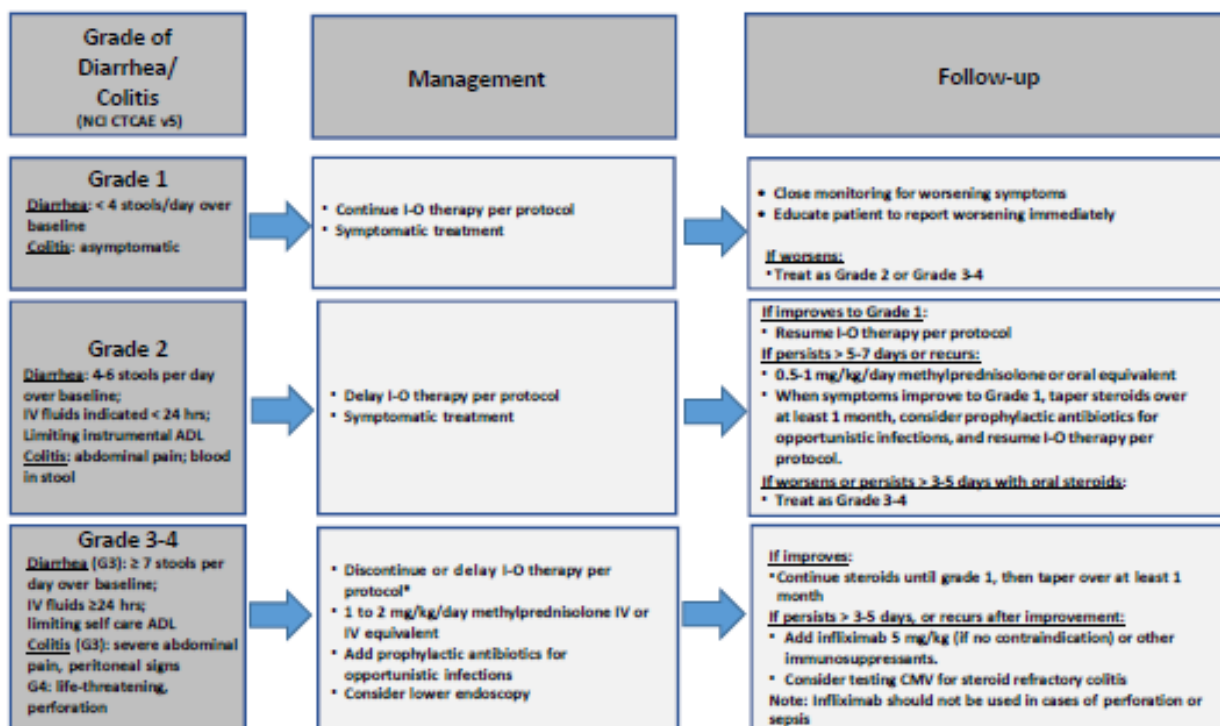 Grade of
Diarrhea/
Colitis
(NCI CTCAE v5)
Management
Follow-up
Grade 1
Diarrhea: < 4 stools/day over
baseline
Colitis: asymptomatic
• Continue I-O therapy per protocol
• Symptomatic treatment
• Close monitoring for worsening symptoms
• Educate patient to report worsening immediately
If worsens:
• Treat as Grade 2 or Grade 3-4
Grade 2
Diarrhea: 4-6 stools per day
over baseline;
IV fluids indicated < 24 hrs;
Limiting instrumental ADL
Colitis: abdominal pain; blood
in stool
• Delay I-O therapy per protocol
• Symptomatic treatment
If improves to Grade 1:
• Resume I-O therapy per protocol
If persists > 5-7 days or recurs:
• 0.5-1 mg/kg/day methylprednisolone or oral equivalent
• When symptoms improve to Grade 1, taper steroids over
at least 1 month, consider prophylactic antibiotics for
opportunistic infections, and resume I-O therapy per
protocol.
If worsens or persists > 3-5 days with oral steroids:
• Treat as Grade 3-4
Grade 3-4
Diarrhea (G3): ≥ 7 stools per
day over baseline;
IV fluids ≥24 hrs;
limiting self care ADL
Colitis (G3): severe abdominal
pain, peritoneal signs
G4: life-threatening,
perforation
• Discontinue or delay I-O therapy per
protocol*
• 1 to 2 mg/kg/day methylprednisolone IV or
IV equivalent
• Add prophylactic antibiotics for
opportunistic infections
• Consider lower endoscopy
If improves:
• Continue steroids until grade 1, then taper over at least 1
month
If persists > 3-5 days, or recurs after improvement:
• Add infliximab 5 mg/kg (if no contraindication) or other
immunosuppressants.
• Consider testing CMV for steroid refractory colitis
Note: Infliximab should not be used in cases of perforation or
sepsis